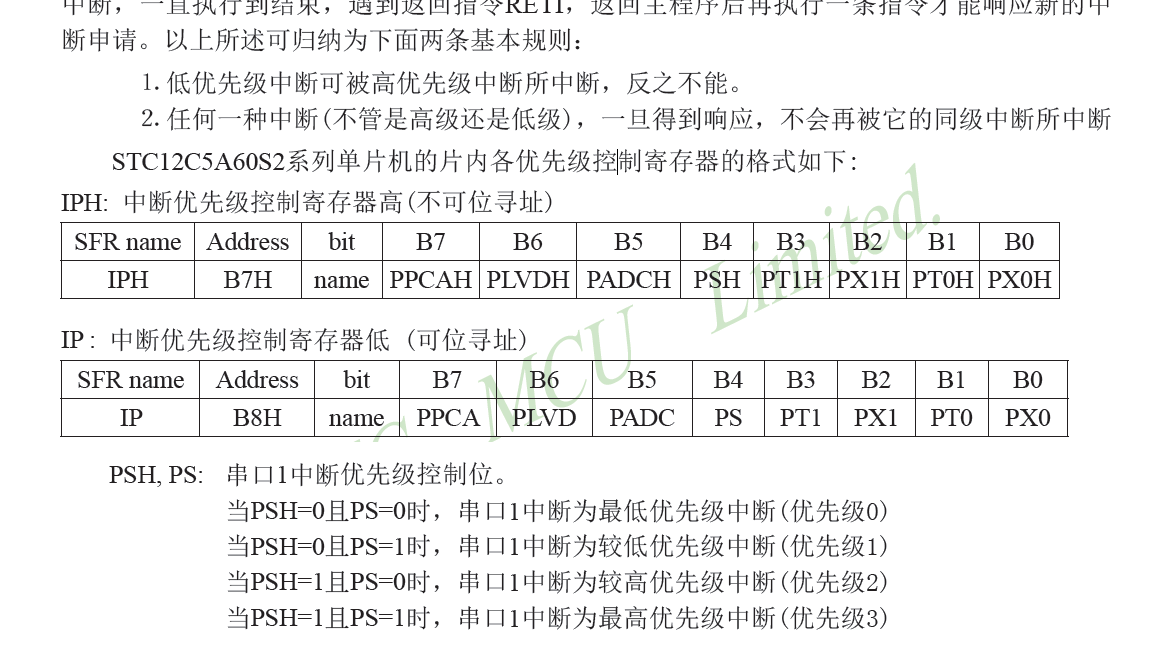 中断，一直执行到结束，遇到返回指令RETI，返回主程序后再执行一条指令才能响应新的中
断申请。以上所述可归纳为下面两条基本规则：
1. 低优先级中断可被高优先级中断所中断，反之不能。
2. 任何一种中断(不管是高级还是低级)，一旦得到响应，不会再被它的同级中断所中断
STC12C5A60S2系列单片机的片内各优先级控制寄存器的格式如下:
IPH: 中断优先级控制寄存器高(不可位寻址)
SFR name Address bit B7 B6 B5 B4 B3 B2 B1 B0
IPH B7H name PPCAH PLVDH PADCH PSH PT1H PX1H PT0H PX0H
IP : 中断优先级控制寄存器低 (可位寻址)
SFR name Address bit B7 B6 B5 B4 B3 B2 B1 B0
IP B8H name PPCA PLVD PADC PS PT1 PX1 PT0 PX0
PSH, PS: 串口1中断优先级控制位。
当PSH=0且PS=0时，串口1中断为最低优先级中断(优先级0)
当PSH=0且PS=1时，串口1中断为较低优先级中断(优先级1)
当PSH=1且PS=0时，串口1中断为较高优先级中断(优先级2)
当PSH=1且PS=1时，串口1中断为最高优先级中断(优先级3)
MCU Limited.